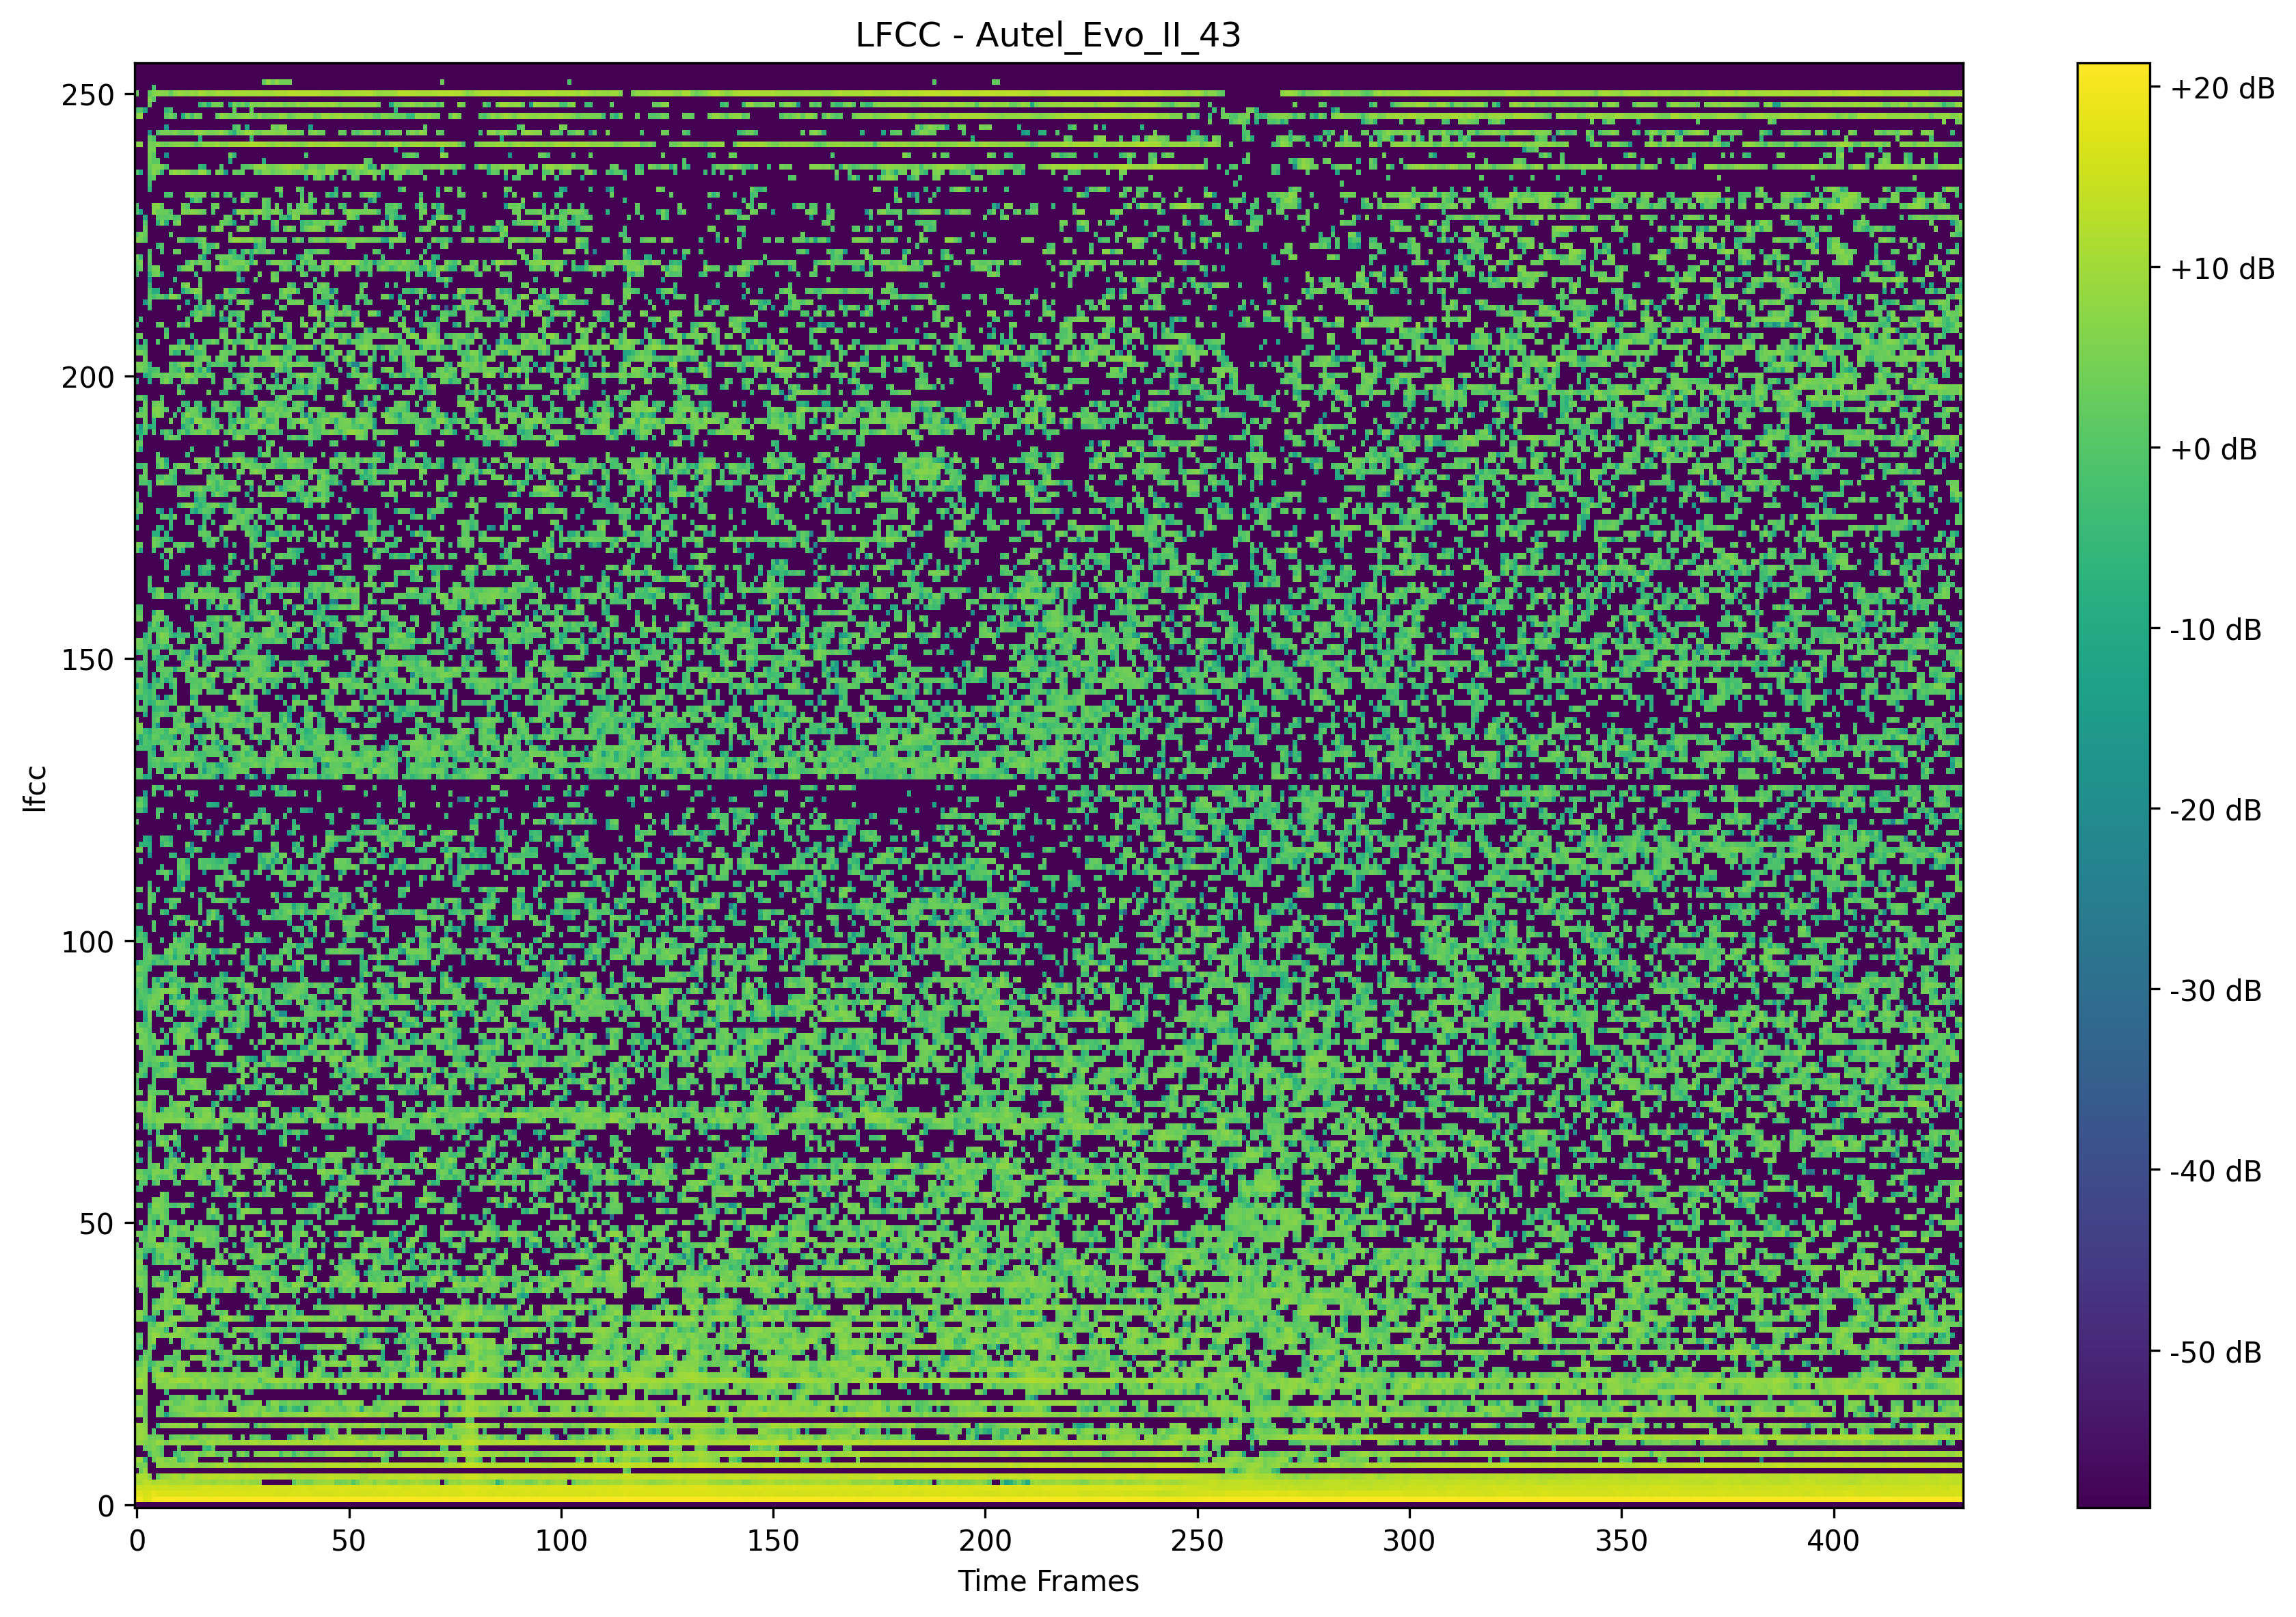 LFCC - Autel_Evo_II_43
lfcc
250
200
150
100
50
0
0 50 100 150 200 250 300 350 400
Time Frames
+20 dB
+10 dB
+0 dB
-10 dB
-20 dB
-30 dB
-40 dB
-50 dB